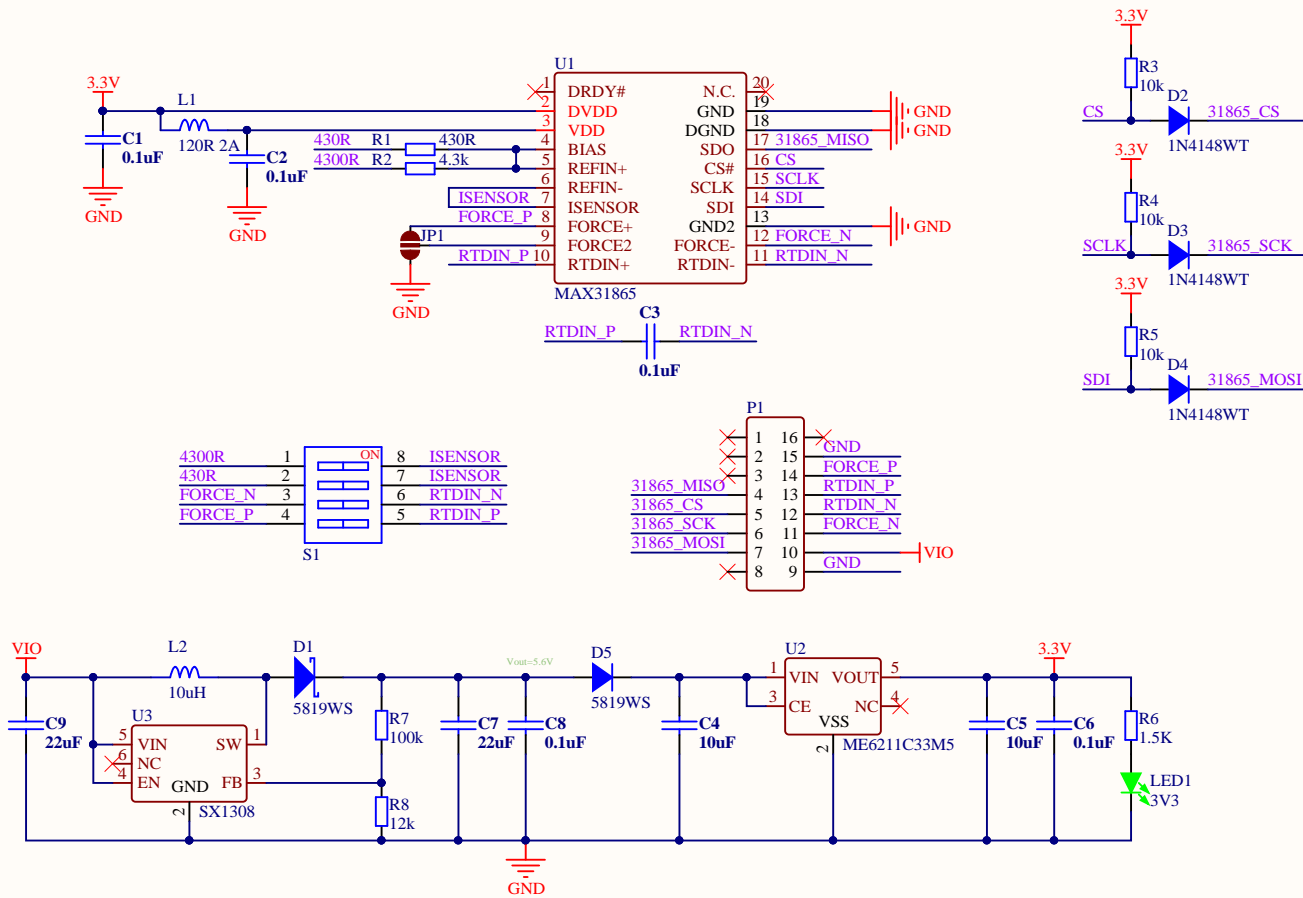 3.3V
L1
C1
0.1uF
120R 2A
C2
0.1uF
GND
GND
U1
1 DRDY#
2 DVDD
3 VDD
4 BIAS
5 REFIN+
6 REFIN-
7 ISENSOR
8 FORCE+
9 FORCE2
10 RTDIN+
N.C. 20
GND 19
DGND 18
SDO 17
CS# 16
SCLK 15
SDI 14
GND2 13
FORCE- 12
RTDIN- 11
MAX31865
430R R1 430R
4300R R2 4.3k
ISENSOR
FORCE_P
JP1
RTDIN_P
GND
GND
GND
31865_MISO
CS
SCLK
SDI
GND
FORCE_N
RTDIN_N
C3
RTDIN_P RTDIN_N
0.1uF
3.3V
R3
10k
D2
CS 31865_CS
1N4148WT
3.3V
R4
10k
D3
SCLK 31865_SCK
1N4148WT
3.3V
R5
10k
D4
SDI 31865_MOSI
1N4148WT
ON
4300R 1 8 ISENSOR
430R 2 7 ISENSOR
FORCE_N 3 6 RTDIN_N
FORCE_P 4 5 RTDIN_P
S1
P1
1 16
2 15 GND
3 14 FORCE_P
31865_MISO 4 13 RTDIN_P
31865_CS 5 12 RTDIN_N
31865_SCK 6 11 FORCE_N
31865_MOSI 7 10 VIO
8 9 GND
VIO
L2
10uH
D1
5819WS
Vout=5.6V
D5
5819WS
C9
22uF
U3
5 VIN SW 1
6 NC
4 EN GND FB 3
2
SX1308
R7
100k
R8
12k
C7
22uF
C8
0.1uF
GND
C4
10uF
U2
1 VIN VOUT 5
3 CE NC 4
VSS
2
ME6211C33M5
3.3V
C5
10uF
C6
0.1uF
R6
1.5K
LED1
3V3